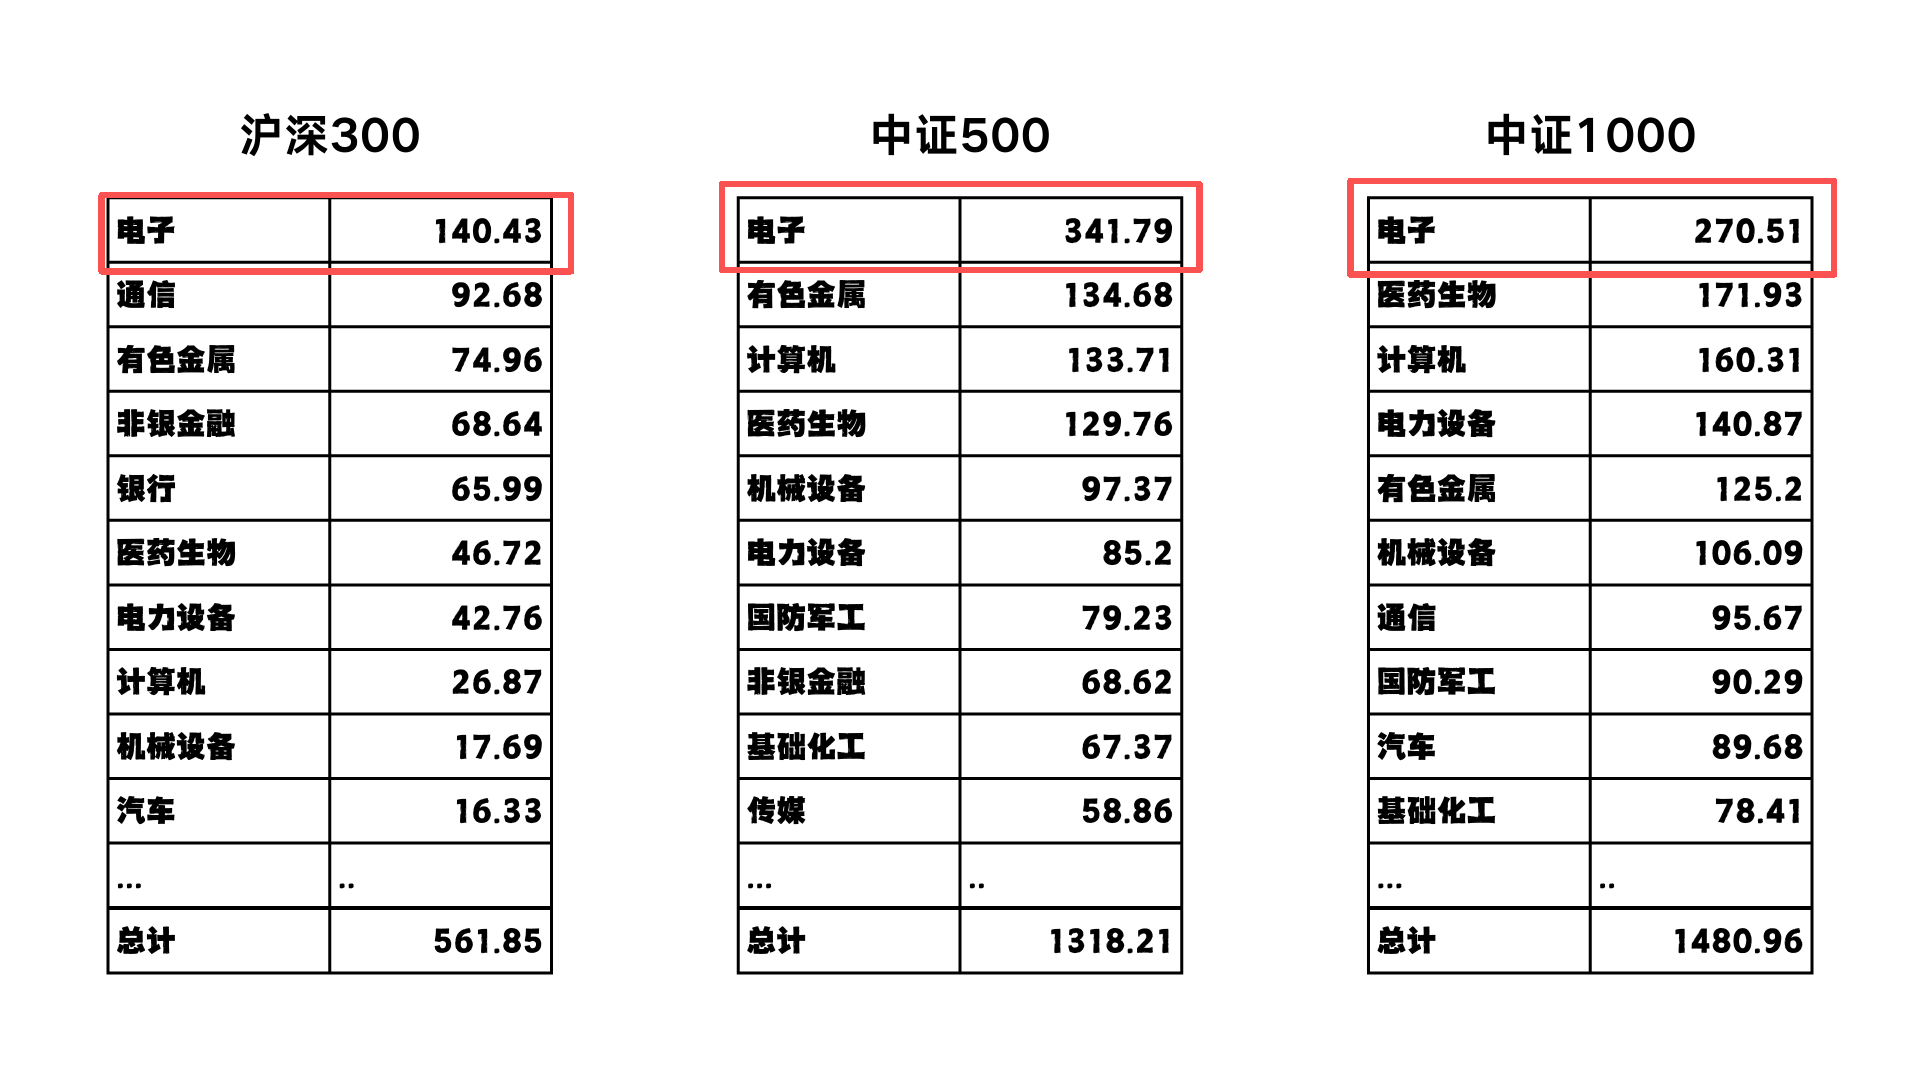 沪深300
电子 140.43
通信 92.68
有色金属 74.96
非银金融 68.64
银行 65.99
医药生物 46.72
电力设备 42.76
计算机 26.87
机械设备 17.69
汽车 16.33
... ..
总计 561.85
中证500
电子 341.79
有色金属 134.68
计算机 133.71
医药生物 129.76
机械设备 97.37
电力设备 85.2
国防军工 79.23
非银金融 68.62
基础化工 67.37
传媒 58.86
... ..
总计 1318.21
中证1000
电子 270.51
医药生物 171.93
计算机 160.31
电力设备 140.87
有色金属 125.2
机械设备 106.09
通信 95.67
国防军工 90.29
汽车 89.68
基础化工 78.41
... ..
总计 1480.96